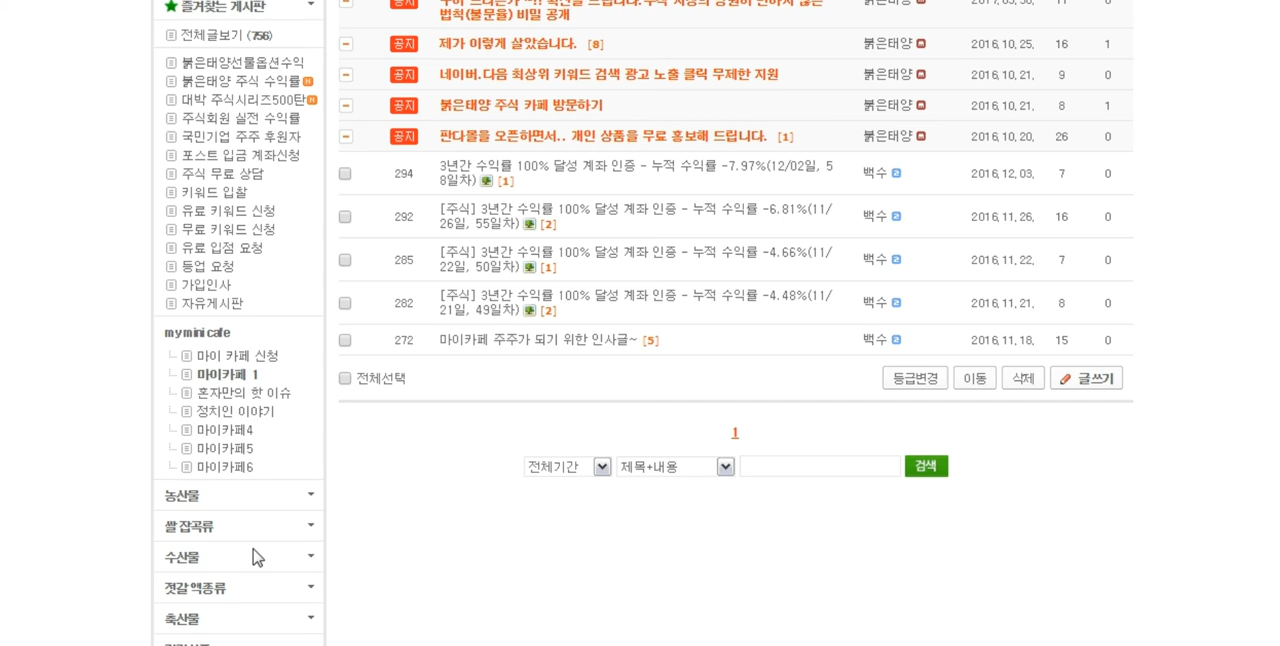 즐겨찾는 게시판
전체글보기 (756)
붉은태양선물옵션수익
붉은태양 주식 수익률
대박 주식시리즈500탄
주식회원 실전 수익률
국민기업 주주 후원자
포스트 입금 계좌신청
주식 무료 상담
키워드 입찰
유료 키워드 신청
무료 키워드 신청
유료 입점 요청
등업 요청
가입인사
자유게시판
my mini cafe
마이 카페 신청
마이카페 1
혼자만의 핫 이슈
정치인 이야기
마이카페4
마이카페5
마이카페6
농산물
쌀 잡곡류
수산물
젓갈 액종류
축산물
법칙(불문율) 비밀 공개
공지 제가 이렇게 살았습니다. [8] 붉은태양 2016.10.25. 16 1
공지 네이버.다음 최상위 키워드 검색 광고 노출 클릭 무제한 지원 붉은태양 2016.10.21. 9 0
공지 붉은태양 주식 카페 방문하기 붉은태양 2016.10.21. 8 1
공지 판다몰을 오픈하면서.. 개인 상품을 무료 홍보해 드립니다. [1] 붉은태양 2016.10.20. 26 0
294 3년간 수익률 100% 달성 계좌 인증 - 누적 수익률 -7.97%(12/02일, 5 백수 2016.12.03. 7 0
8일차) [1]
292 [주식] 3년간 수익률 100% 달성 계좌 인증 - 누적 수익률 -6.81%(11/ 백수 2016.11.26. 16 0
26일, 55일차) [2]
285 [주식] 3년간 수익률 100% 달성 계좌 인증 - 누적 수익률 -4.66%(11/ 백수 2016.11.22. 7 0
22일, 50일차) [1]
282 [주식] 3년간 수익률 100% 달성 계좌 인증 - 누적 수익률 -4.48%(11/ 백수 2016.11.21. 8 0
21일, 49일차) [2]
272 마이카페 주주가 되기 위한 인사글~ [5] 백수 2016.11.18. 15 0
전체선택 등급변경 이동 삭제 글쓰기
1
전체기간 제목+내용 검색